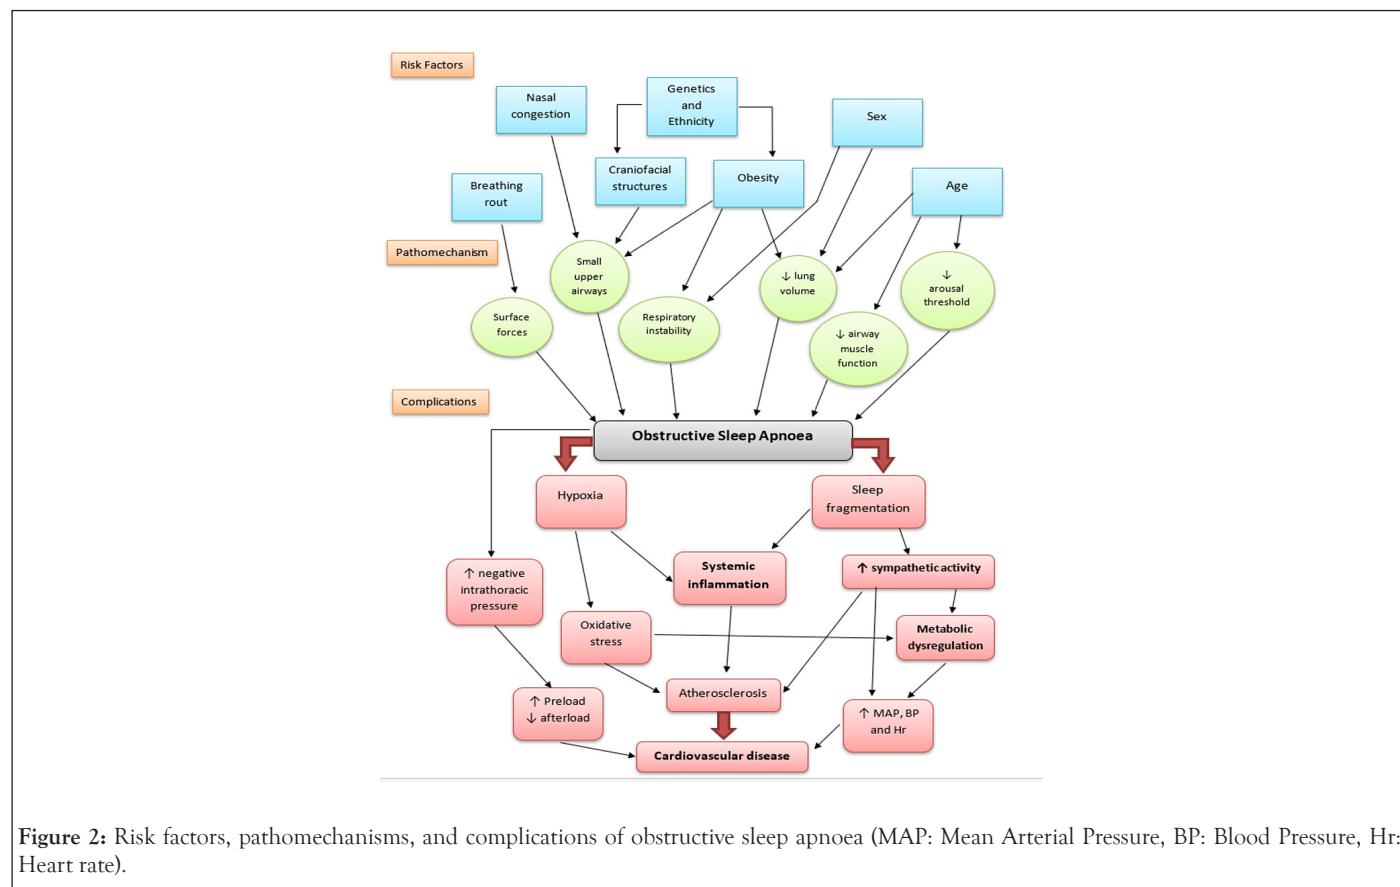 Risk Factors
Nasal
congestion
Genetics
and
Ethnicity
Sex
Craniofacial
structures
Obesity
Age
Breathing
rout
Pathomechanism
Small
upper
airways
↓ lung
volume
↓
arousal
threshold
Surface
forces
Respiratory
instability
↓ airway
muscle
function
Complications
Obstructive Sleep Apnoea
Hypoxia
Sleep
fragmentation
Systemic
inflammation
↑ sympathetic activity
↑ negative
intrathoracic
pressure
Oxidative
stress
Metabolic
dysregulation
↑ Preload
↓ afterload
Atherosclerosis
↑ MAP, BP
and Hr
Cardiovascular disease
Figure 2: Risk factors, pathomechanisms, and complications of obstructive sleep apnoea (MAP: Mean Arterial Pressure, BP: Blood Pressure, Hr:
Heart rate).